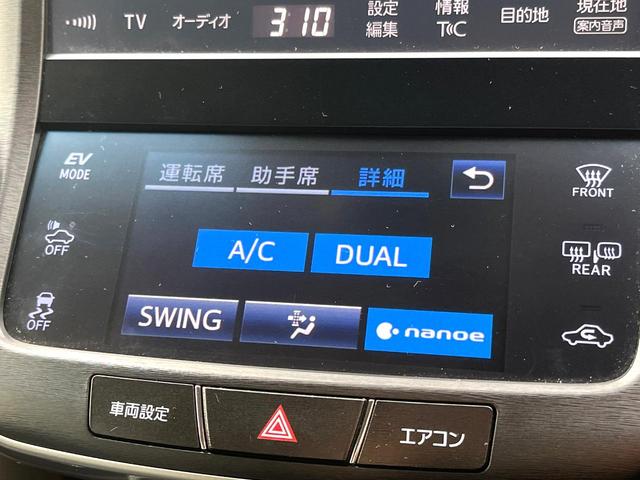 TV オーディオ 310 設定編集 情報T℃ 目的地 現在地 案内音声
EV MODE
運転席 助手席 詳細
FRONT
OFF
A/C DUAL
REAR
OFF
SWING nanoe
車両設定 エアコン